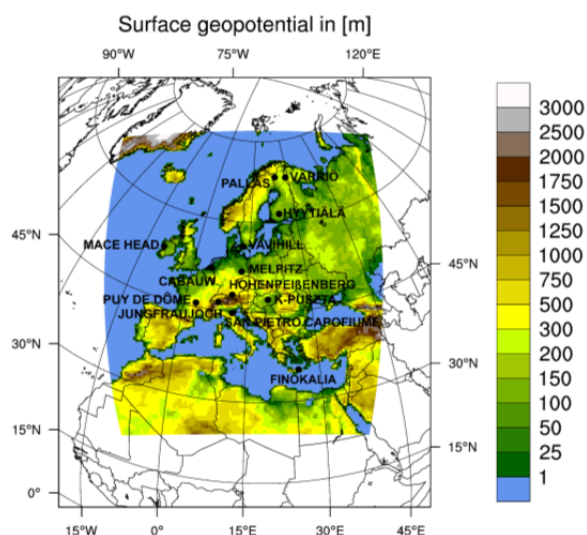 Surface geopotential in [m]
90°W 75°W 120°E
3000
2500
2000
1750
1500
1250
1000
750
500
300
200
150
100
50
25
1
PALLAS VÄRRIÖ
HYYTIÄLÄ
45°N
MACE HEAD VAVIHILL
45°N
CABAUW MELPITZ
HOHENPEIßENBERG
PUY DE DÔME K-PUSZTA
JUNGFRAUJOCH
SAN PIETRO CAPOFIUME
30°N
30°N
FINOKALIA
15°N
15°N
0°
15°W 0° 15°E 30°E 45°E